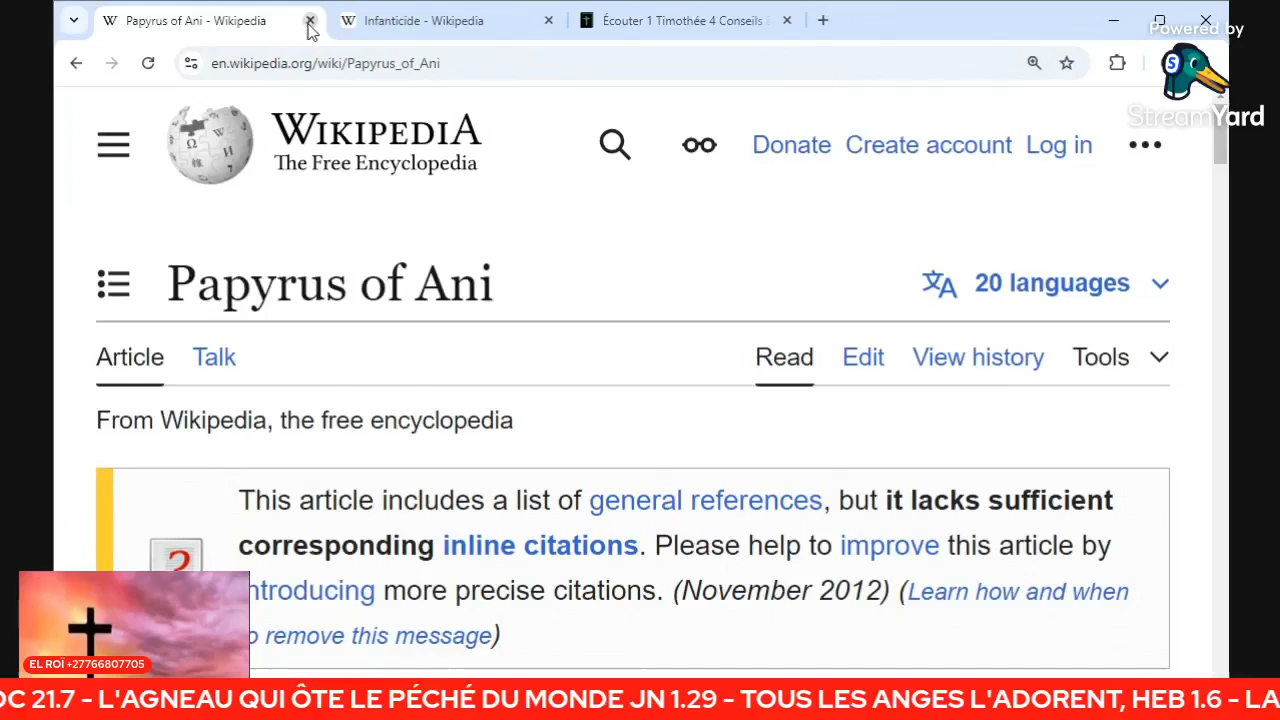 Papyrus of Ani - Wikipedia
Infanticide - Wikipedia
Écouter 1 Timothée 4 Conseils
en.wikipedia.org/wiki/Papyrus_of_Ani
Powered by
StreamYard
WIKIPEDIA
The Free Encyclopedia
Donate Create account Log in
Papyrus of Ani
20 languages
Article Talk Read Edit View history Tools
From Wikipedia, the free encyclopedia
This article includes a list of general references, but it lacks sufficient
corresponding inline citations. Please help to improve this article by
ntroducing more precise citations. (November 2012) (Learn how and when
o remove this message)
EL ROÏ +27766807705
OC 21.7 – L'AGNEAU QUI ÔTE LE PÉCHÉ DU MONDE JN 1.29 – TOUS LES ANGES L'ADORENT, HEB 1.6 – LA